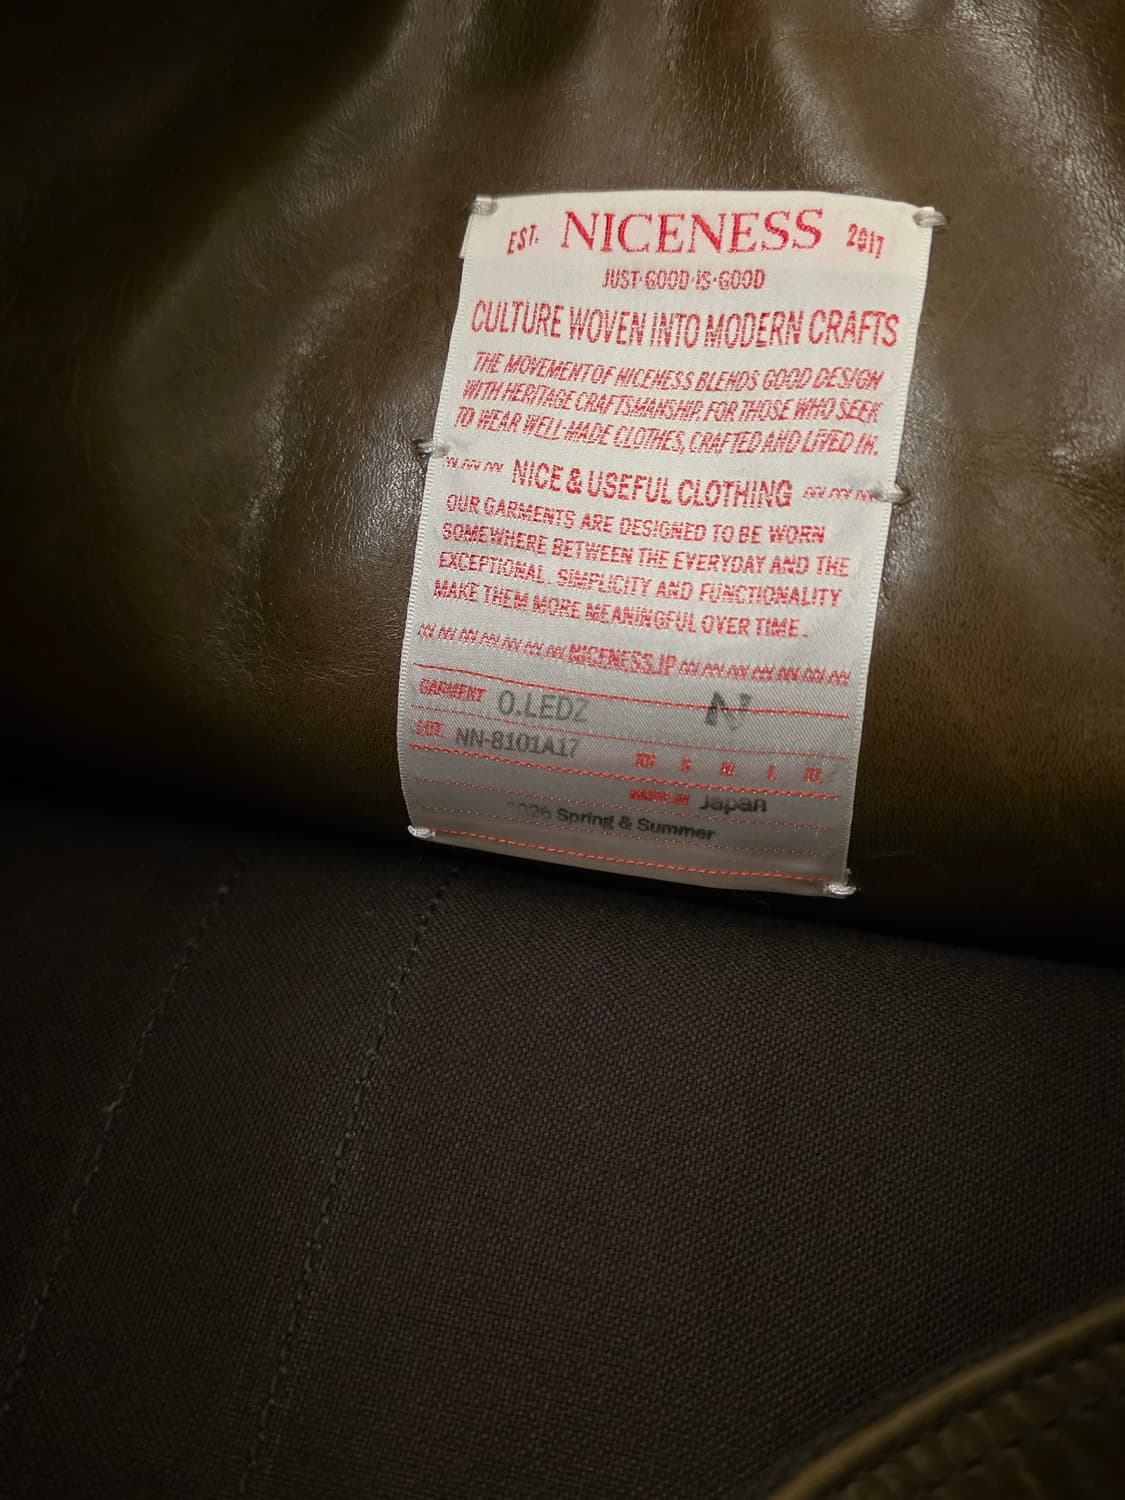 EST. NICENESS 2017
JUST·GOOD·IS·GOOD
CULTURE WOVEN INTO MODERN CRAFTS
THE MOVEMENT OF NICENESS BLENDS GOOD DESIGN
WITH HERITAGE CRAFTSMANSHIP. FOR THOSE WHO SEEK
TO WEAR WELL-MADE CLOTHES, CRAFTED AND LIVED IN.
NICE & USEFUL CLOTHING
OUR GARMENTS ARE DESIGNED TO BE WORN
SOMEWHERE BETWEEN THE EVERYDAY AND THE
EXCEPTIONAL. SIMPLICITY AND FUNCTIONALITY
MAKE THEM MORE MEANINGFUL OVER TIME.
NICENESS.JP
GARMENT O.LEDZ N
LOT. NN-8101A17
S M L XL
MADE IN Japan
Spring & Summer